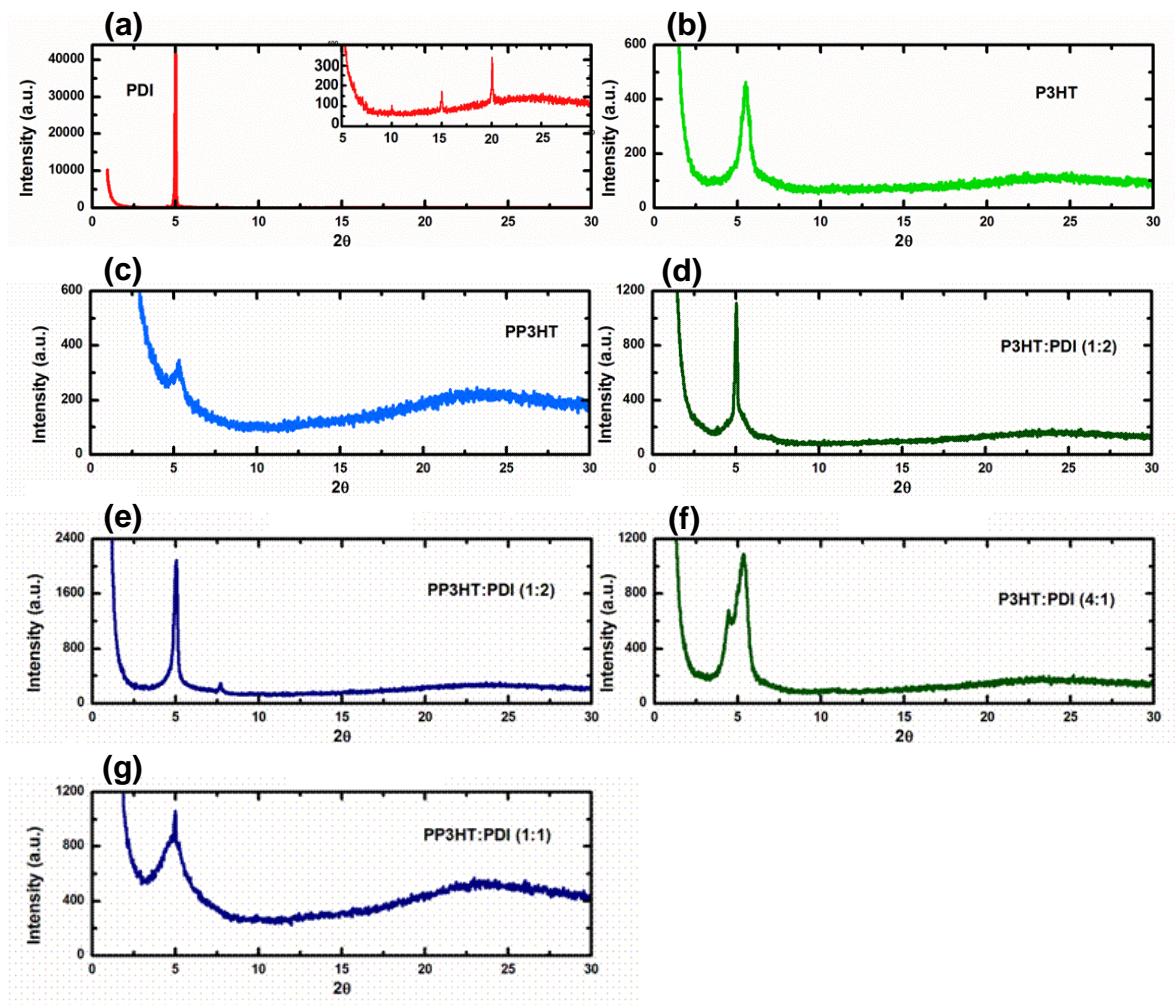 (a)
PDI
Intensity (a.u.)
40000
30000
20000
10000
0
0 5 10 15 20 25 30
2θ
400
300
200
100
0
5 10 15 20 25 30
(b)
P3HT
Intensity (a.u.)
600
400
200
0
0 5 10 15 20 25 30
2θ
(c)
PP3HT
Intensity (a.u.)
600
400
200
0
0 5 10 15 20 25 30
2θ
(d)
P3HT:PDI (1:2)
Intensity (a.u.)
1200
800
400
0
0 5 10 15 20 25 30
2θ
(e)
PP3HT:PDI (1:2)
Intensity (a.u.)
2400
1600
800
0
0 5 10 15 20 25 30
2θ
(f)
P3HT:PDI (4:1)
Intensity (a.u.)
1200
800
400
0
0 5 10 15 20 25 30
2θ
(g)
PP3HT:PDI (1:1)
Intensity (a.u.)
1200
800
400
0
0 5 10 15 20 25 30
2θ